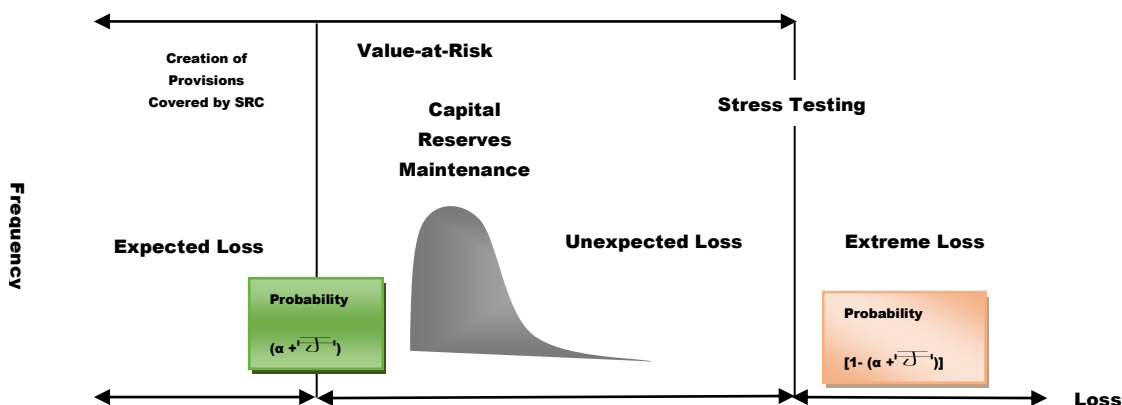 Creation of
Provisions
Covered by SRC
Value-at-Risk
Capital
Reserves
Maintenance
Stress Testing
Frequency
Expected Loss
Unexpected Loss
Extreme Loss
Probability
(α +
)
Probability
[1- (α +
)]
Loss